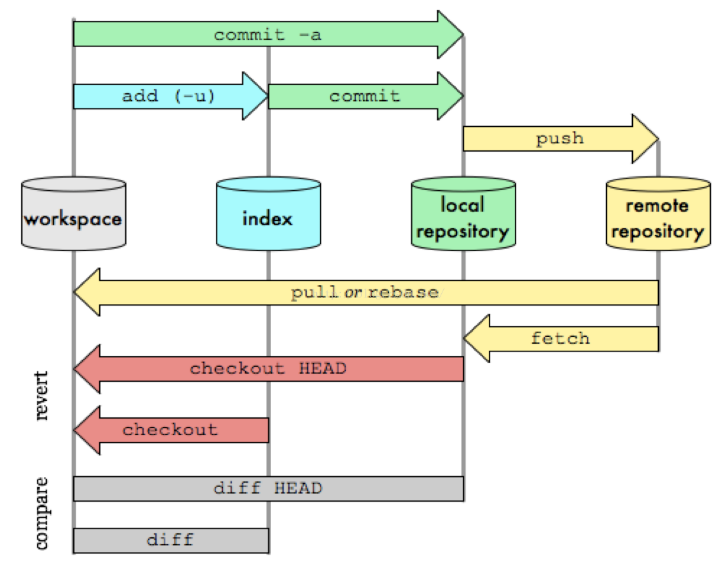 commit -a
add (-u)
commit
push
workspace
index
local
repository
remote
repository
pull or rebase
fetch
checkout HEAD
revert
checkout
diff HEAD
compare
diff